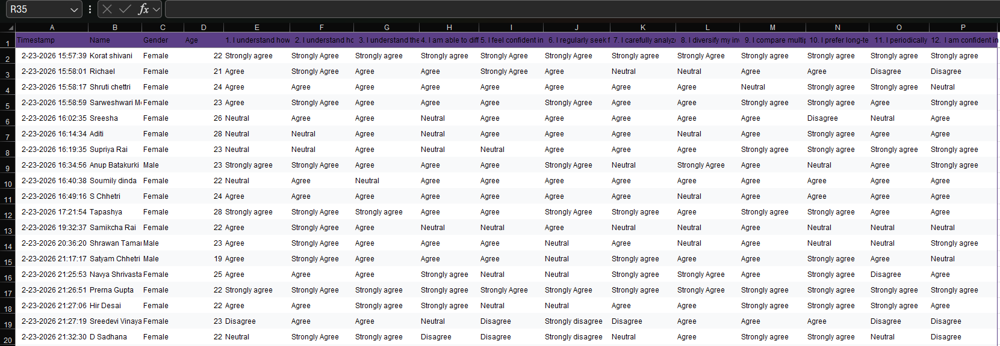 R35 fx
A B C D E F G H I J K L M N O P
1 Timestamp Name Gender Age 1. I understand how 2. I understand hc 3. I understand the 4. I am able to diff 5. I feel confident in 6. I regularly seek f 7. I carefully analyz 8. I diversify my inv 9. I compare multip 10. I prefer long-te 11. I periodically 12. I am confident in
2 2-23-2026 15:57:39 Korat shivani Female 22 Strongly agree Strongly Agree Strongly agree Strongly agree Strongly Agree Strongly Agree Strongly agree Strongly Agree Strongly agree Strongly agree Strongly agree Strongly agree
3 2-23-2026 15:58:01 Richael Female 21 Agree Strongly Agree Agree Agree Strongly Agree Agree Neutral Neutral Agree Agree Disagree Disagree
4 2-23-2026 15:58:17 Shruti chettri Female 24 Agree Agree Agree Agree Agree Agree Agree Agree Neutral Strongly agree Strongly agree Neutral
5 2-23-2026 15:58:59 Sarweshwari M Female 23 Agree Strongly Agree Agree Agree Agree Strongly Agree Agree Agree Strongly agree Strongly agree Agree Strongly agree
6 2-23-2026 16:02:35 Sreesha Female 26 Neutral Agree Agree Neutral Agree Agree Agree Agree Agree Disagree Neutral Agree
7 2-23-2026 16:14:34 Aditi Female 28 Neutral Neutral Agree Neutral Agree Agree Agree Neutral Agree Strongly agree Agree Agree
8 2-23-2026 16:19:35 Supriya Rai Female 23 Neutral Neutral Agree Neutral Neutral Agree Agree Agree Strongly agree Strongly agree Strongly agree Strongly agree
9 2-23-2026 16:34:56 Anup Batakurki Male 23 Strongly agree Strongly Agree Agree Agree Agree Strongly Agree Neutral Strongly Agree Agree Neutral Agree Strongly agree
10 2-23-2026 16:40:38 Soumily dinda Female 22 Neutral Agree Neutral Agree Agree Agree Agree Agree Agree Agree Agree Agree
11 2-23-2026 16:49:16 S Chhetri Female 24 Agree Agree Agree Agree Agree Agree Agree Neutral Agree Agree Agree Agree
12 2-23-2026 17:21:54 Tapashya Female 28 Strongly agree Strongly Agree Strongly agree Agree Agree Strongly Agree Strongly agree Agree Strongly agree Strongly agree Agree Agree
13 2-23-2026 19:32:37 Samikcha Rai Female 22 Agree Strongly Agree Agree Neutral Neutral Agree Neutral Neutral Agree Neutral Neutral Neutral
14 2-23-2026 20:36:20 Shrawan Tamar Male 23 Agree Strongly Agree Agree Agree Agree Neutral Agree Neutral Agree Neutral Neutral Strongly agree
15 2-23-2026 21:17:17 Satyam Chhetri Male 19 Agree Strongly Agree Agree Agree Agree Neutral Strongly agree Agree Agree Strongly agree Agree Neutral
16 2-23-2026 21:25:53 Navya Shrivasta Female 25 Agree Agree Agree Strongly agree Neutral Neutral Strongly agree Strongly Agree Agree Strongly agree Disagree Agree
17 2-23-2026 21:26:51 Prerna Gupta Female 22 Strongly agree Strongly Agree Strongly agree Strongly agree Strongly Agree Strongly Agree Strongly agree Strongly Agree Strongly agree Strongly agree Strongly agree Strongly agree
18 2-23-2026 21:27:06 Hir Desai Female 22 Agree Agree Strongly agree Strongly agree Neutral Neutral Agree Agree Strongly agree Strongly agree Strongly agree Agree
19 2-23-2026 21:27:19 Sreedevi Vinaya Female 23 Disagree Agree Agree Neutral Disagree Strongly disagree Disagree Agree Agree Agree Disagree Disagree
20 2-23-2026 21:32:30 D Sadhana Female 22 Neutral Strongly Agree Strongly agree Disagree Disagree Strongly disagree Neutral Agree Strongly agree Strongly agree Neutral Disagree